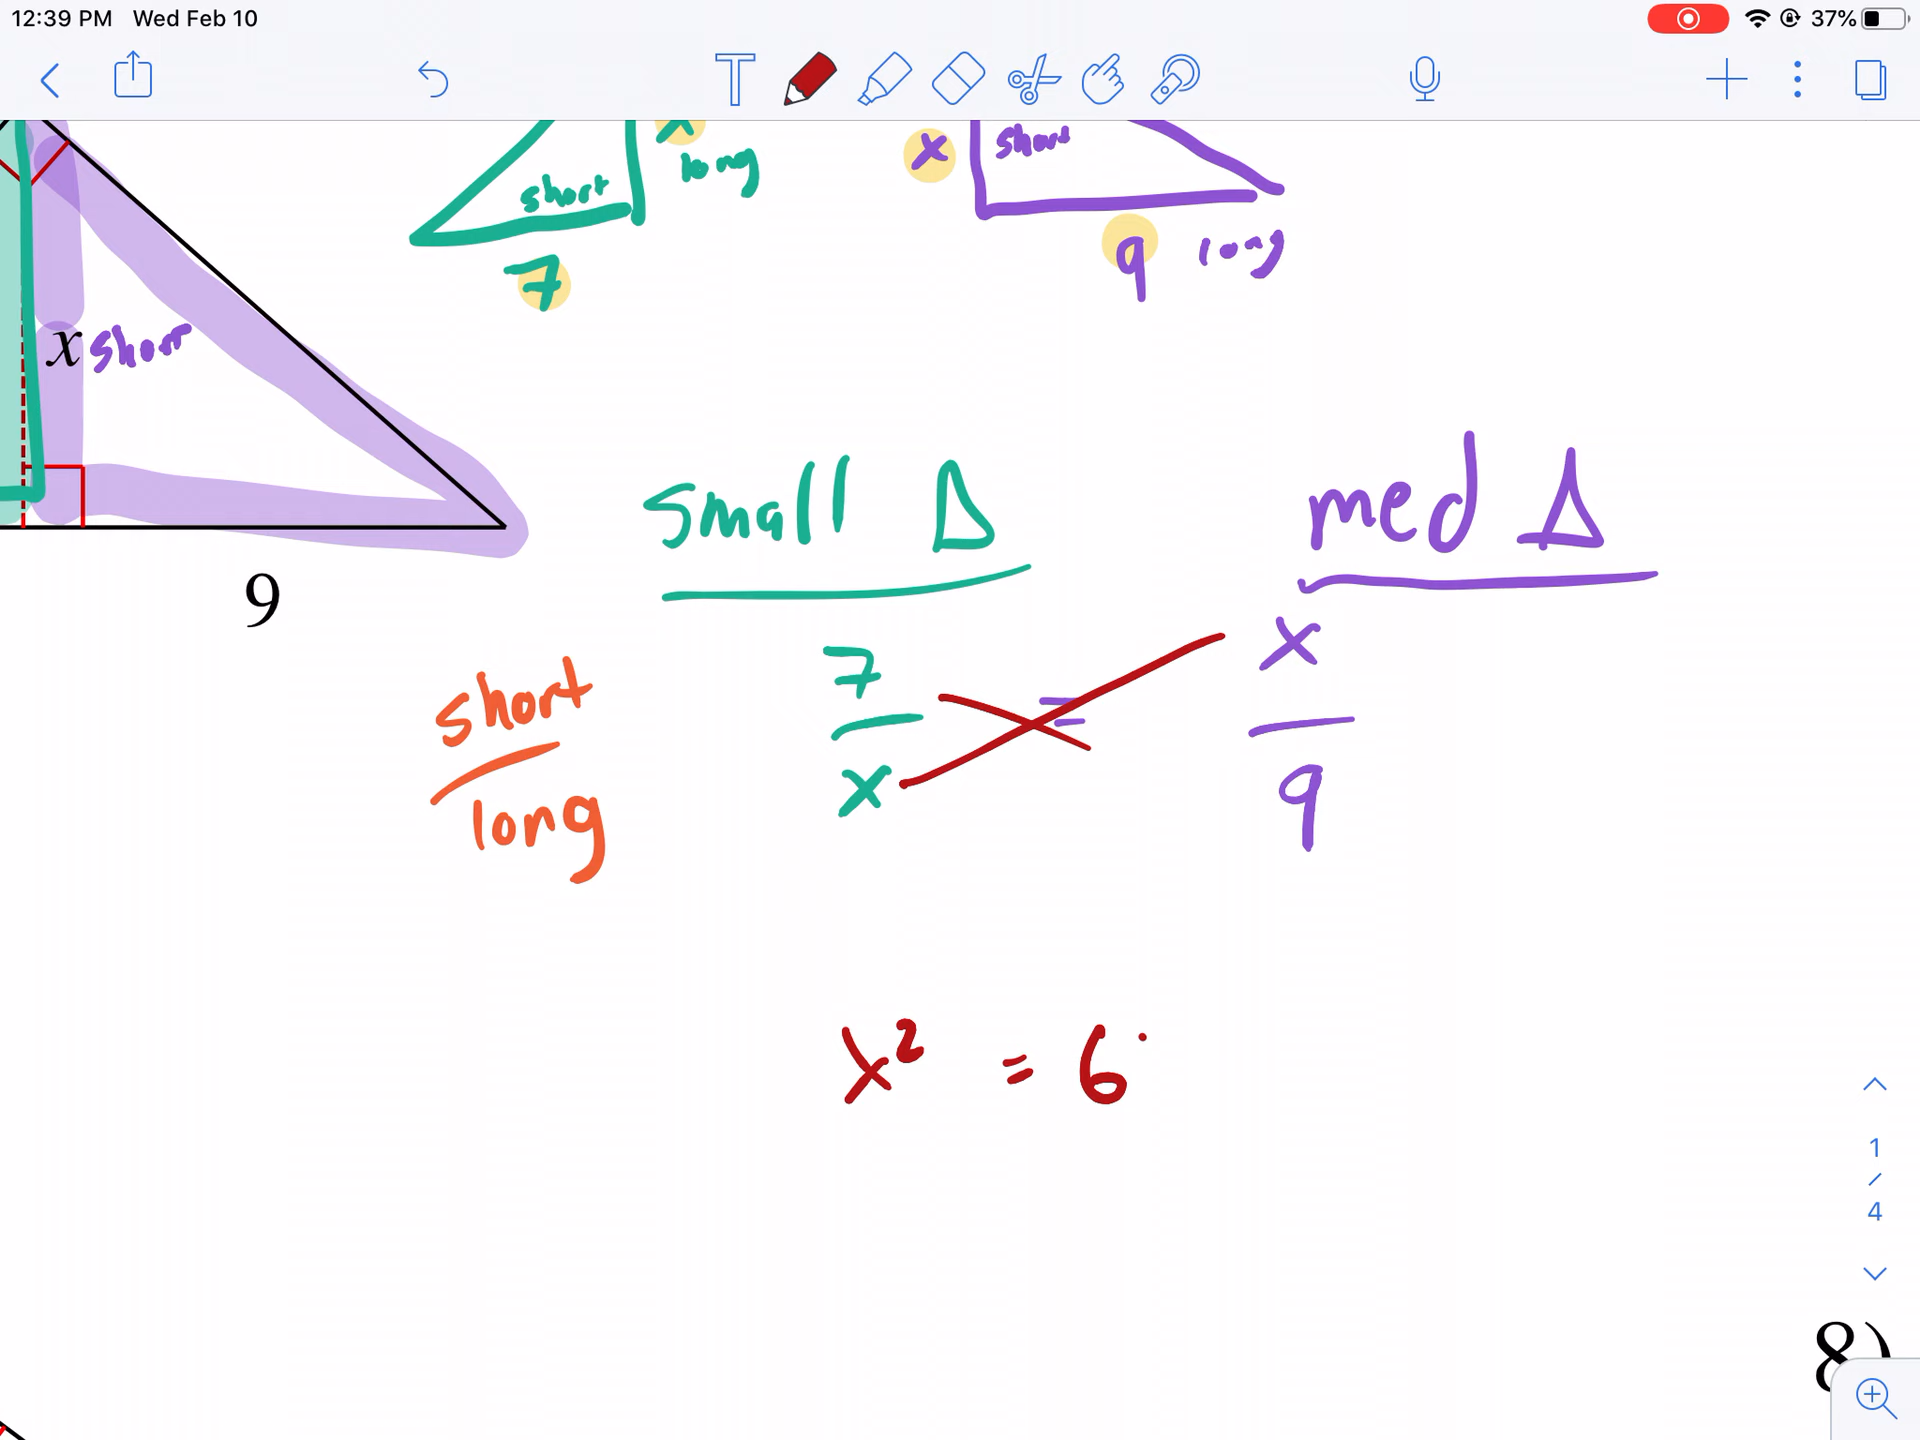 12:39 PM Wed Feb 10
37%
T
x
long
short
7
x
short
9 long
x short
9
small Δ
med Δ
short
long
7
x
=
x
9
x² = 6
1
/
4
8)